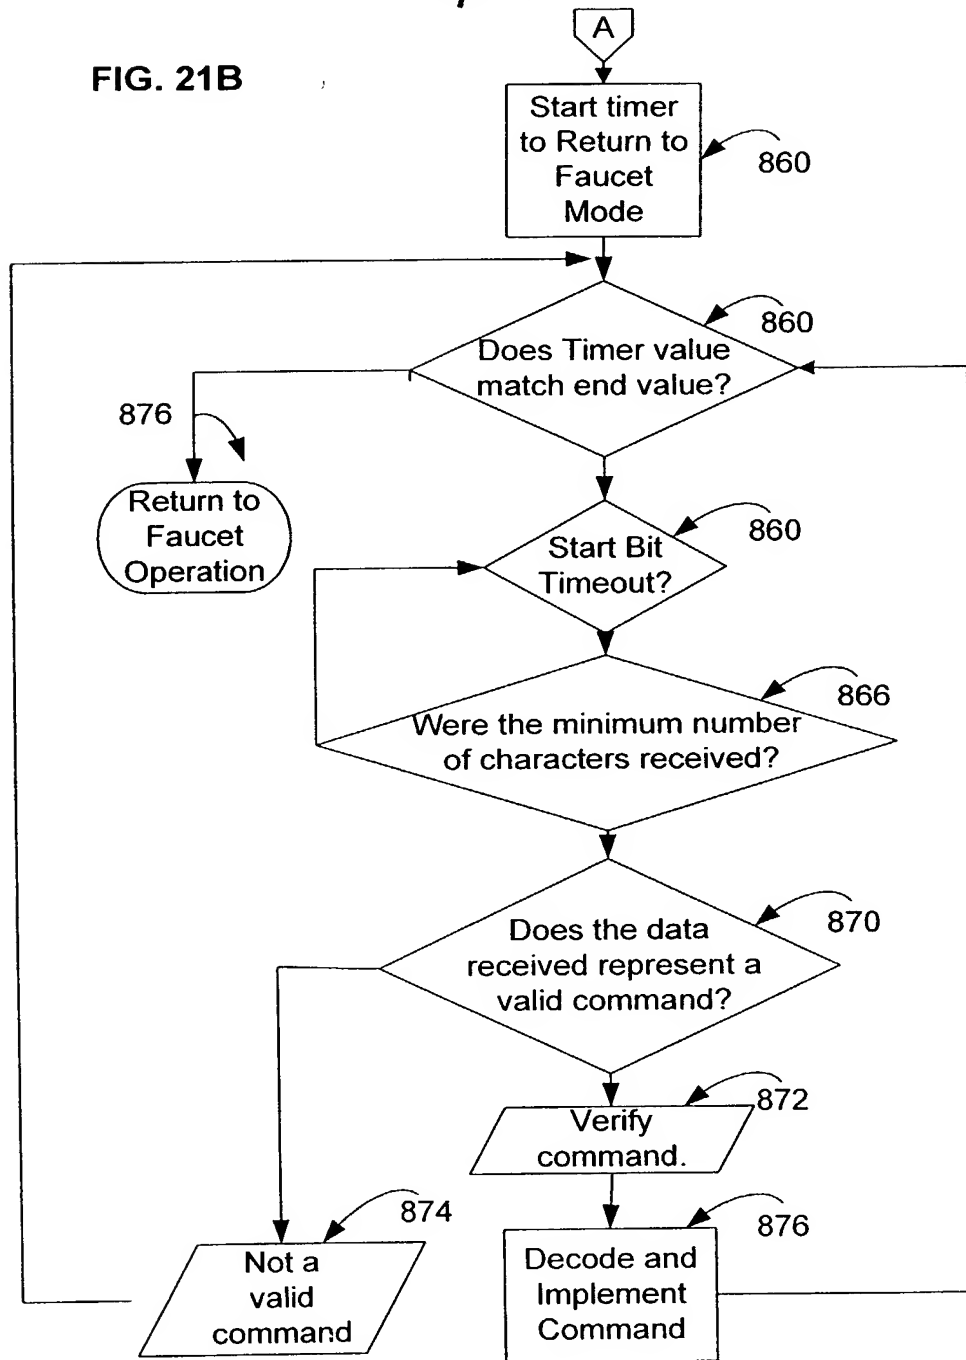 A
FIG. 21B
Start timer
to Return to
Faucet
Mode
860
860
Does Timer value
match end value?
876
Return to
Faucet
Operation
860
Start Bit
Timeout?
866
Were the minimum number
of characters received?
870
Does the data
received represent a
valid command?
872
Verify
command.
874
Not a
valid
command
876
Decode and
Implement
Command